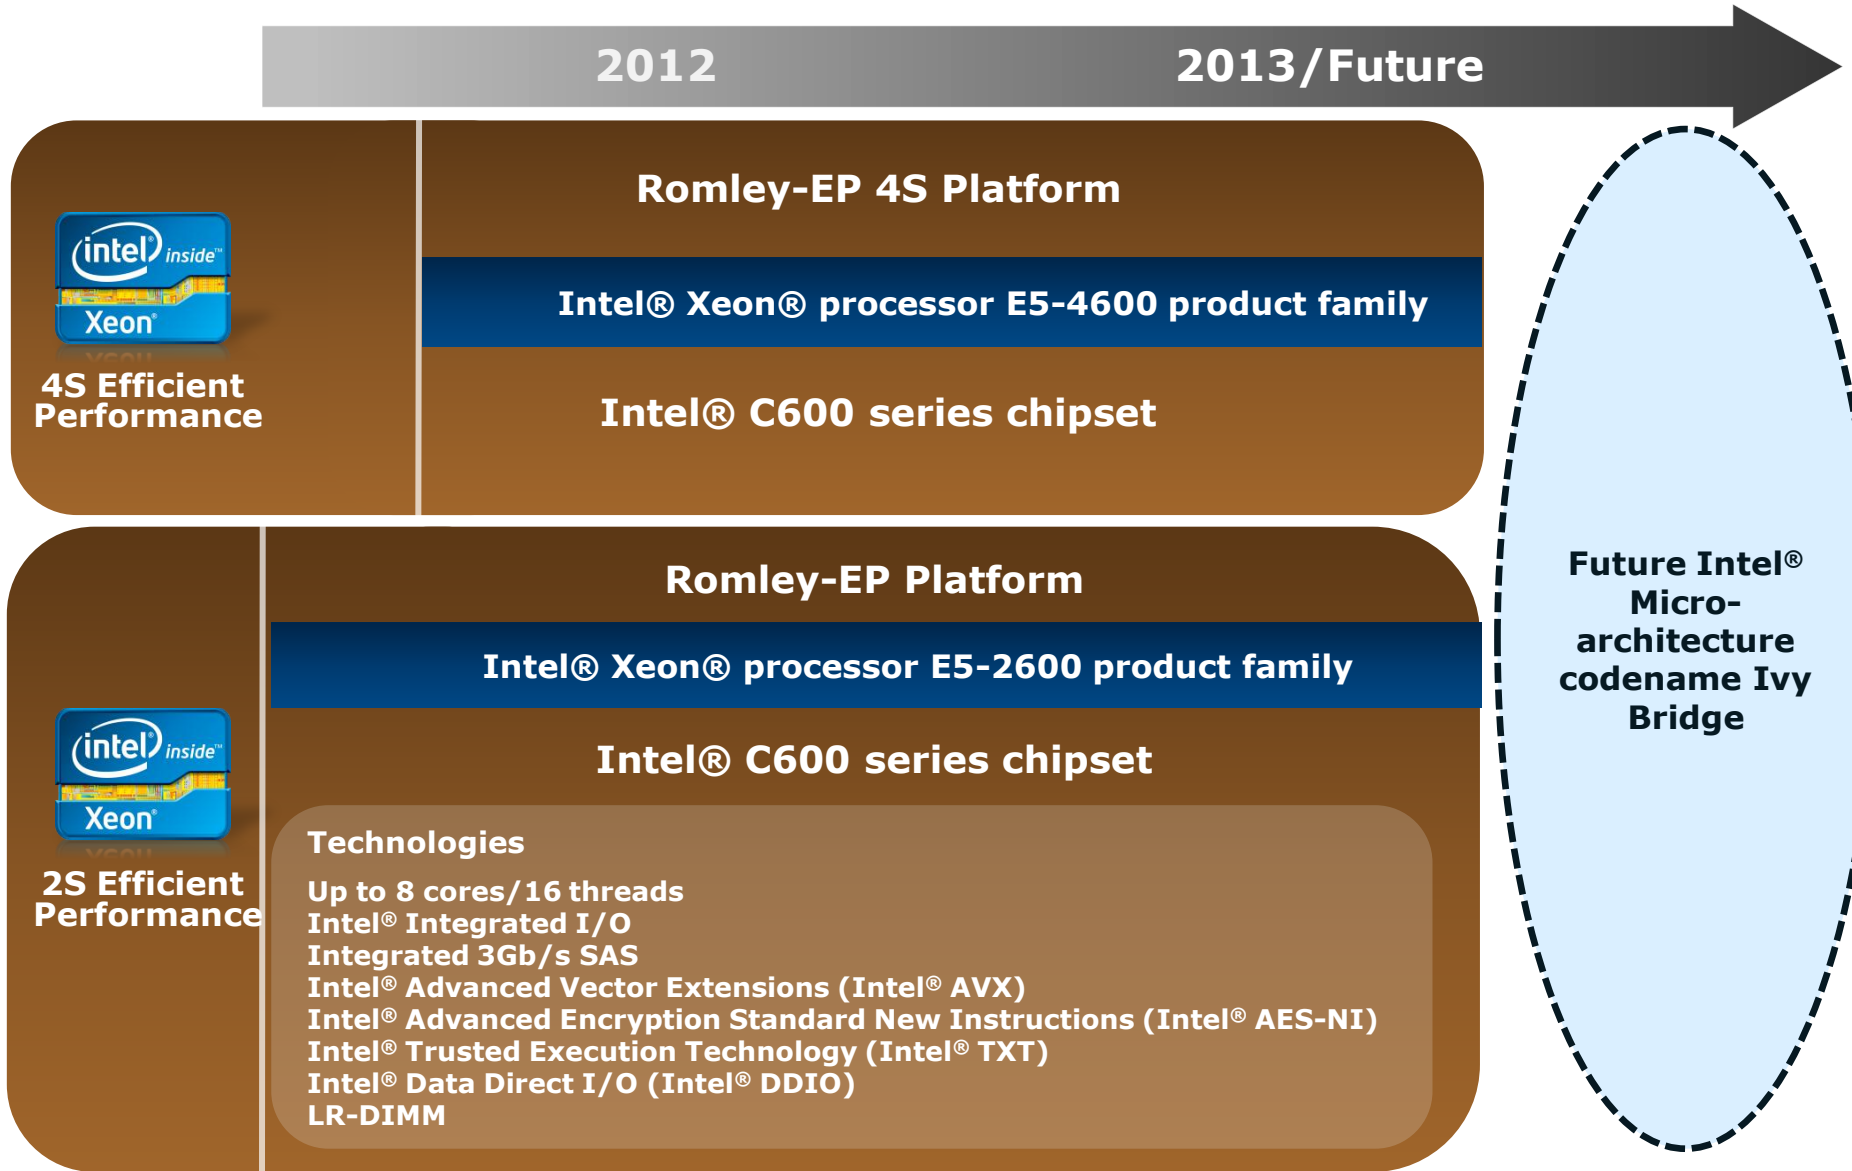 2012
2013/Future
Romley-EP 4S Platform
intel® inside™
Xeon®
Intel® Xeon® processor E5-4600 product family
4S Efficient
Performance
Intel® C600 series chipset
Romley-EP Platform
Intel® Xeon® processor E5-2600 product family
intel® inside™
Xeon®
Intel® C600 series chipset
2S Efficient
Performance
Technologies
Up to 8 cores/16 threads
Intel® Integrated I/O
Integrated 3Gb/s SAS
Intel® Advanced Vector Extensions (Intel® AVX)
Intel® Advanced Encryption Standard New Instructions (Intel® AES-NI)
Intel® Trusted Execution Technology (Intel® TXT)
Intel® Data Direct I/O (Intel® DDIO)
LR-DIMM
Future Intel®
Micro-
architecture
codename Ivy
Bridge